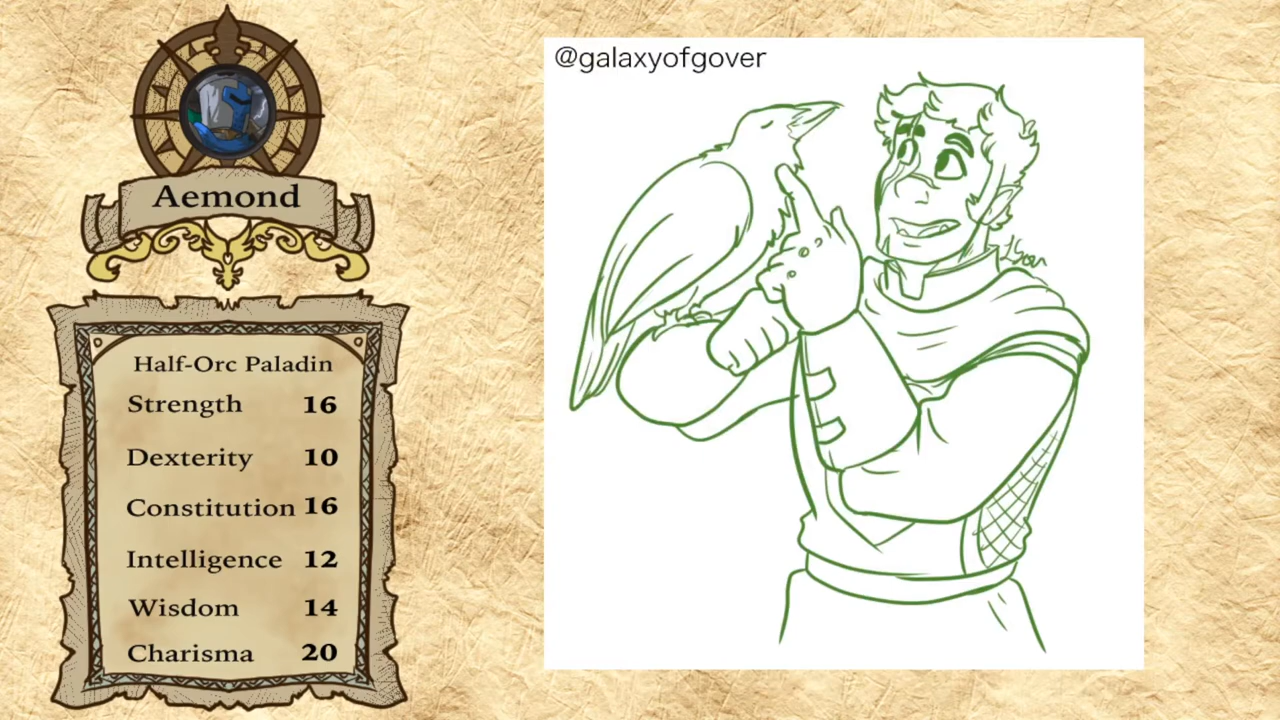 Aemond
Half-Orc Paladin
Strength 16
Dexterity 10
Constitution 16
Intelligence 12
Wisdom 14
Charisma 20
@galaxyofgover